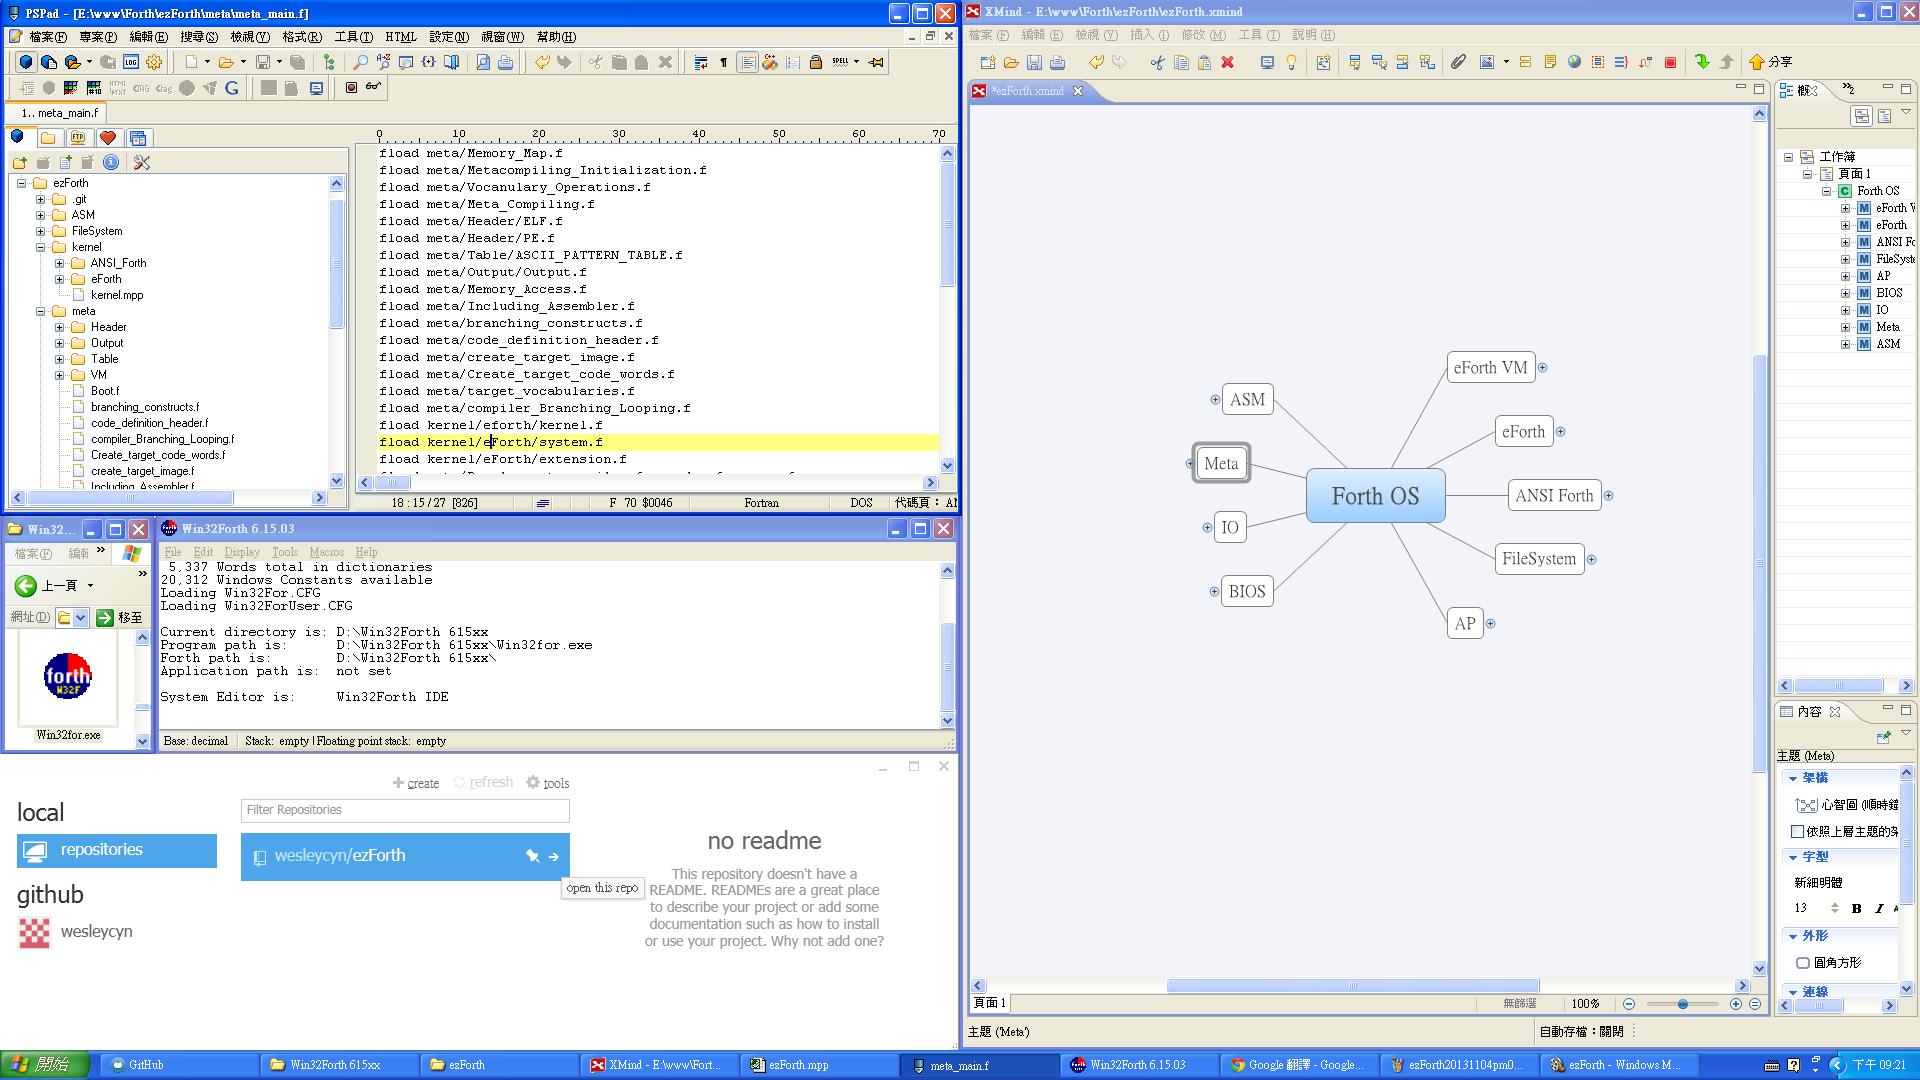 PSPad - [E:\www\Forth\ezForth\meta\meta_main.f]
檔案(F) 專案(P) 編輯(E) 搜尋(S) 檢視(V) 格式(R) 工具(T) HTML 設定(N) 視窗(W) 幫助(H)
1.. meta_main.f
0 10 20 30 40 50 60 70
ezForth
.git
ASM
FileSystem
kernel
ANSI_Forth
eForth
kernel.mpp
meta
Header
Output
Table
VM
Boot.f
branching_constructs.f
code_definition_header.f
compiler_Branching_Looping.f
Create_target_code_words.f
create_target_image.f
Including_Assembler.f
fload meta/Memory_Map.f
fload meta/Metacompiling_Initialization.f
fload meta/Vocanulary_Operations.f
fload meta/Meta_Compiling.f
fload meta/Header/ELF.f
fload meta/Header/PE.f
fload meta/Table/ASCII_PATTERN_TABLE.f
fload meta/Output/Output.f
fload meta/Memory_Access.f
fload meta/Including_Assembler.f
fload meta/branching_constructs.f
fload meta/code_definition_header.f
fload meta/create_target_image.f
fload meta/Create_target_code_words.f
fload meta/target_vocabularies.f
fload meta/compiler_Branching_Looping.f
fload kernel/eforth/kernel.f
fload kernel/eForth/system.f
fload kernel/eForth/extension.f
18:15/27 [826] F 70 $0046 Fortran DOS 代碼頁: AN
Win32...
檔案(F) 編輯
上一頁
網址(D) 移至
forth
W32F
Win32for.exe
Win32Forth 6.15.03
File Edit Display Tools Macros Help
5,337 Words total in dictionaries
20,312 Windows Constants available
Loading Win32For.CFG
Loading Win32ForUser.CFG
Current directory is: D:\Win32Forth 615xx
Program path is: D:\Win32Forth 615xx\Win32for.exe
Forth path is: D:\Win32Forth 615xx\
Application path is: not set
System Editor is: Win32Forth IDE
Base: decimal Stack: empty | Floating point stack: empty
create refresh tools
local
repositories
github
wesleycyn
Filter Repositories
wesleycyn/ezForth
open this repo
no readme
This repository doesn't have a
README. READMEs are a great place
to describe your project or add some
documentation such as how to install
or use your project. Why not add one?
XMind - E:\www\Forth\ezForth\ezForth.xmind
檔案 (F) 編輯 (E) 檢視 (V) 插入 (I) 修改 (M) 工具 (T) 說明 (H)
分享
*ezForth.xmind
eForth VM
ASM
eForth
Meta
Forth OS
ANSI Forth
IO
FileSystem
BIOS
AP
頁面 1
無篩選 100%
主題 ('Meta')
自動存檔：關閉
概
工作簿
頁面 1
Forth OS
eForth V
eForth
ANSI Fo
FileSyste
AP
BIOS
IO
Meta
ASM
內容
主題 (Meta)
架構
心智圖 (順時鐘
依照上層主題的架
字型
新細明體
13 B I A
外形
圓角方形
連線
開始 GitHub Win32Forth 615xx ezForth XMind - E:\www\Fort... ezForth.mpp meta_main.f Win32Forth 6.15.03 Google 翻譯 - Google... ezForth20131104pm0... ezForth - Windows M... 下午 09:21